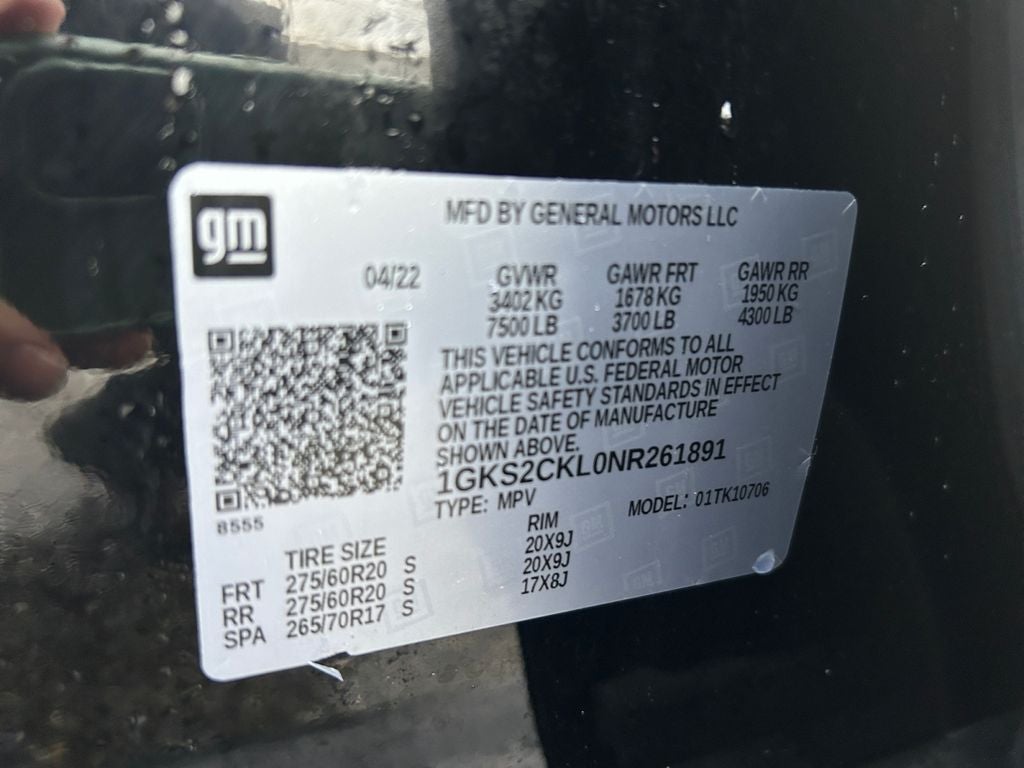 gm
MFD BY GENERAL MOTORS LLC
04/22 GVWR GAWR FRT GAWR RR
3402 KG 1678 KG 1950 KG
7500 LB 3700 LB 4300 LB
THIS VEHICLE CONFORMS TO ALL
APPLICABLE U.S. FEDERAL MOTOR
VEHICLE SAFETY STANDARDS IN EFFECT
ON THE DATE OF MANUFACTURE
SHOWN ABOVE.
1GKS2CKL0NR261891
TYPE: MPV MODEL: 01TK10706
8555
TIRE SIZE RIM
FRT 275/60R20 S 20X9J
RR 275/60R20 S 20X9J
SPA 265/70R17 S 17X8J